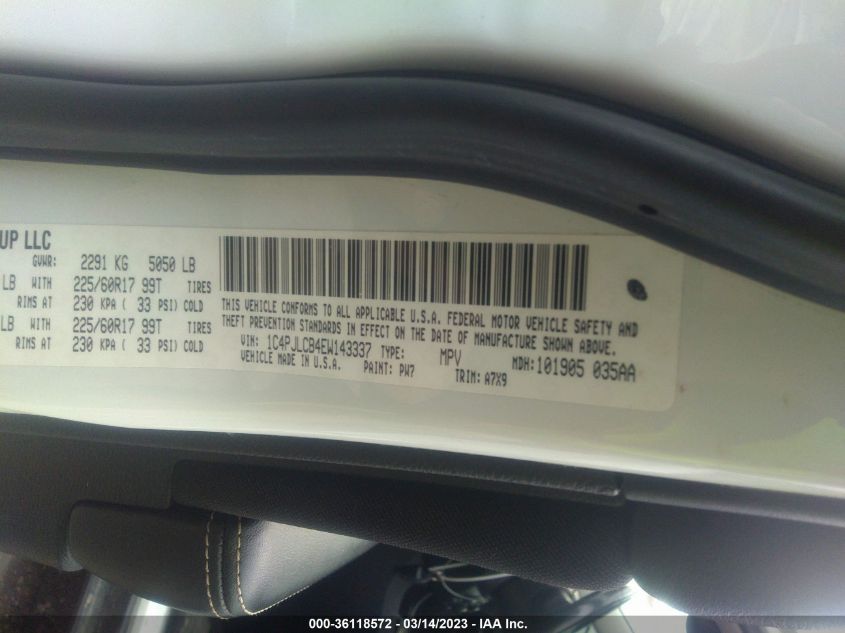 UP LLC
GVWR: 2291 KG 5050 LB
LB WITH 225/60R17 99T TIRES
RIMS AT 230 KPA ( 33 PSI) COLD
LB WITH 225/60R17 99T TIRES
RIMS AT 230 KPA ( 33 PSI) COLD
THIS VEHICLE CONFORMS TO ALL APPLICABLE U.S.A. FEDERAL MOTOR VEHICLE SAFETY AND
THEFT PREVENTION STANDARDS IN EFFECT ON THE DATE OF MANUFACTURE SHOWN ABOVE.
VIN: 1C4PJLCB4EW143337 TYPE: MPV MDH:101905 035AA
VEHICLE MADE IN U.S.A. PAINT: PW7 TRIM: A7X9
000-36118572 — 03/14/2023 — IAA Inc.